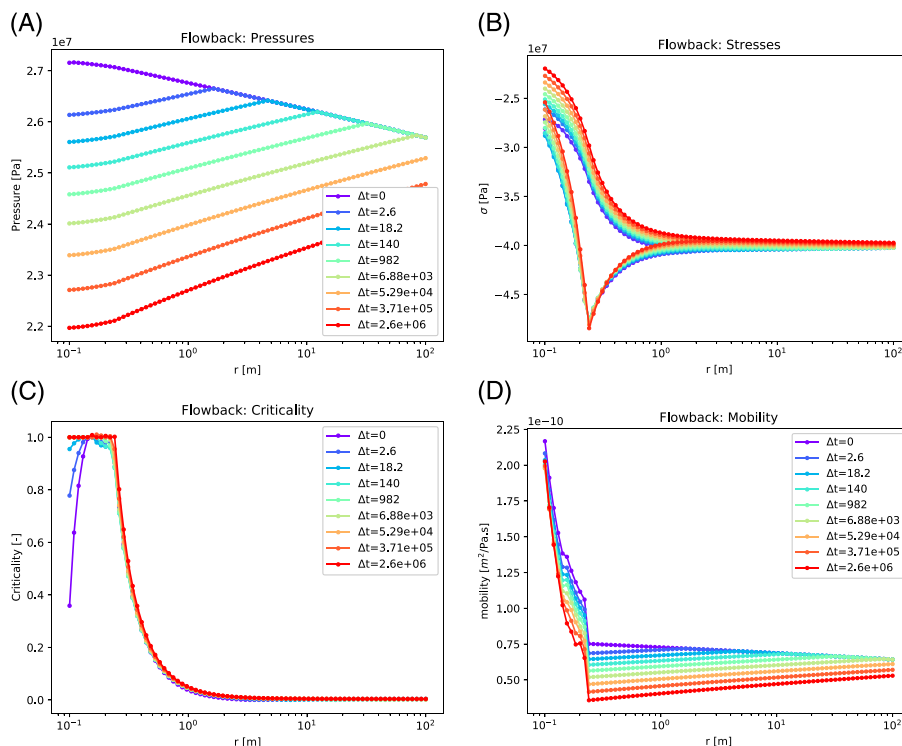 (A)
Flowback: Pressures
1e7
2.7
2.6
2.5
2.4
2.3
2.2
Pressure [Pa]
Δt=0
Δt=2.6
Δt=18.2
Δt=140
Δt=982
Δt=6.88e+03
Δt=5.29e+04
Δt=3.71e+05
Δt=2.6e+06
10⁻¹
10⁰
10¹
10²
r [m]
(B)
Flowback: Stresses
1e7
−2.5
−3.0
−3.5
−4.0
−4.5
σ [Pa]
10⁻¹
10⁰
10¹
10²
r [m]
(C)
Flowback: Criticality
1.0
0.8
0.6
0.4
0.2
0.0
Criticality [-]
Δt=0
Δt=2.6
Δt=18.2
Δt=140
Δt=982
Δt=6.88e+03
Δt=5.29e+04
Δt=3.71e+05
Δt=2.6e+06
10⁻¹
10⁰
10¹
10²
r [m]
(D)
Flowback: Mobility
1e−10
2.25
2.00
1.75
1.50
1.25
1.00
0.75
0.50
mobility [m²/Pa.s]
Δt=0
Δt=2.6
Δt=18.2
Δt=140
Δt=982
Δt=6.88e+03
Δt=5.29e+04
Δt=3.71e+05
Δt=2.6e+06
10⁻¹
10⁰
10¹
10²
r [m]